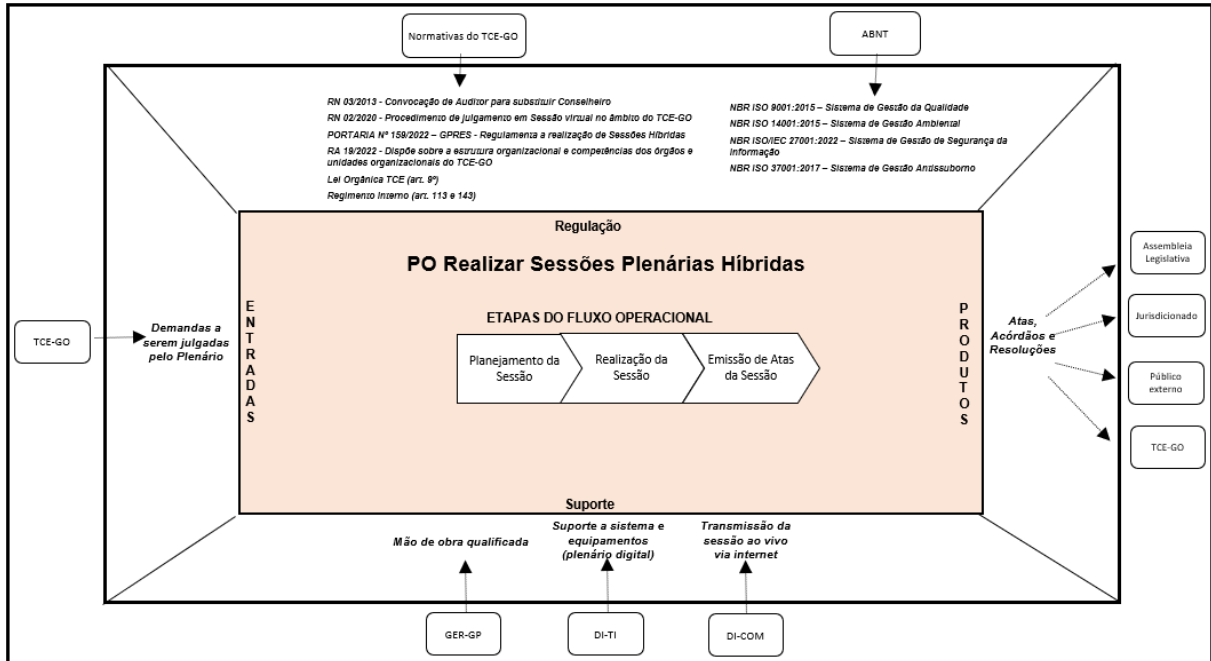 Normativas do TCE-GO
ABNT
RN 03/2013 - Convocação de Auditor para substituir Conselheiro
RN 02/2020 - Procedimento de julgamento em Sessão virtual no âmbito do TCE-GO
PORTARIA Nº 159/2022 – GPRES - Regulamenta a realização de Sessões Híbridas
RA 19/2022 - Dispõe sobre a estrutura organizacional e competências dos órgãos e
unidades organizacionais do TCE-GO
Lei Orgânica TCE (art. 9º)
Regimento Interno (art. 113 e 143)
NBR ISO 9001:2015 – Sistema de Gestão da Qualidade
NBR ISO 14001:2015 – Sistema de Gestão Ambiental
NBR ISO/IEC 27001:2022 – Sistema de Gestão de Segurança da
Informação
NBR ISO 37001:2017 – Sistema de Gestão Antissuborno
Regulação
PO Realizar Sessões Plenárias Híbridas
TCE-GO
Demandas a
serem julgadas
pelo Plenário
ENTRADAS
ETAPAS DO FLUXO OPERACIONAL
Planejamento da
Sessão
Realização da
Sessão
Emissão de Atas
da Sessão
PRODUTOS
Atas,
Acórdãos e
Resoluções
Assembleia
Legislativa
Jurisdicionado
Público
externo
TCE-GO
Suporte
Mão de obra qualificada
Suporte a sistema e
equipamentos
(plenário digital)
Transmissão da
sessão ao vivo
via internet
GER-GP
DI-TI
DI-COM